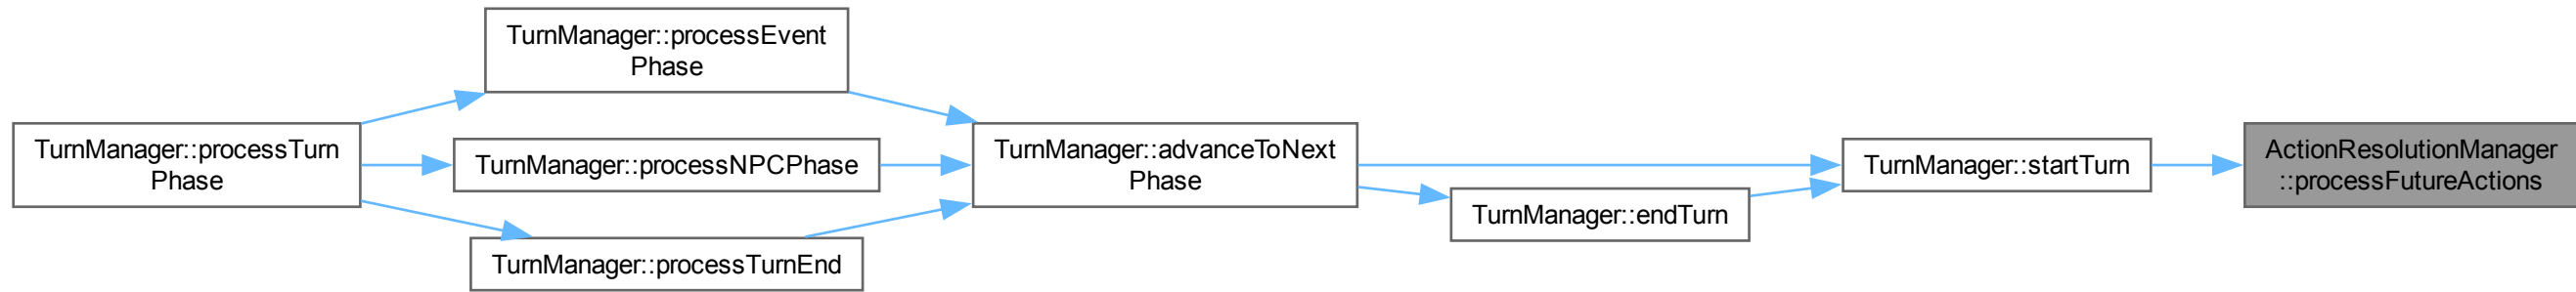 TurnManager::processEvent
Phase
TurnManager::processTurn
Phase
TurnManager::processNPCPhase
TurnManager::processTurnEnd
TurnManager::advanceToNext
Phase
TurnManager::endTurn
TurnManager::startTurn
ActionResolutionManager
::processFutureActions